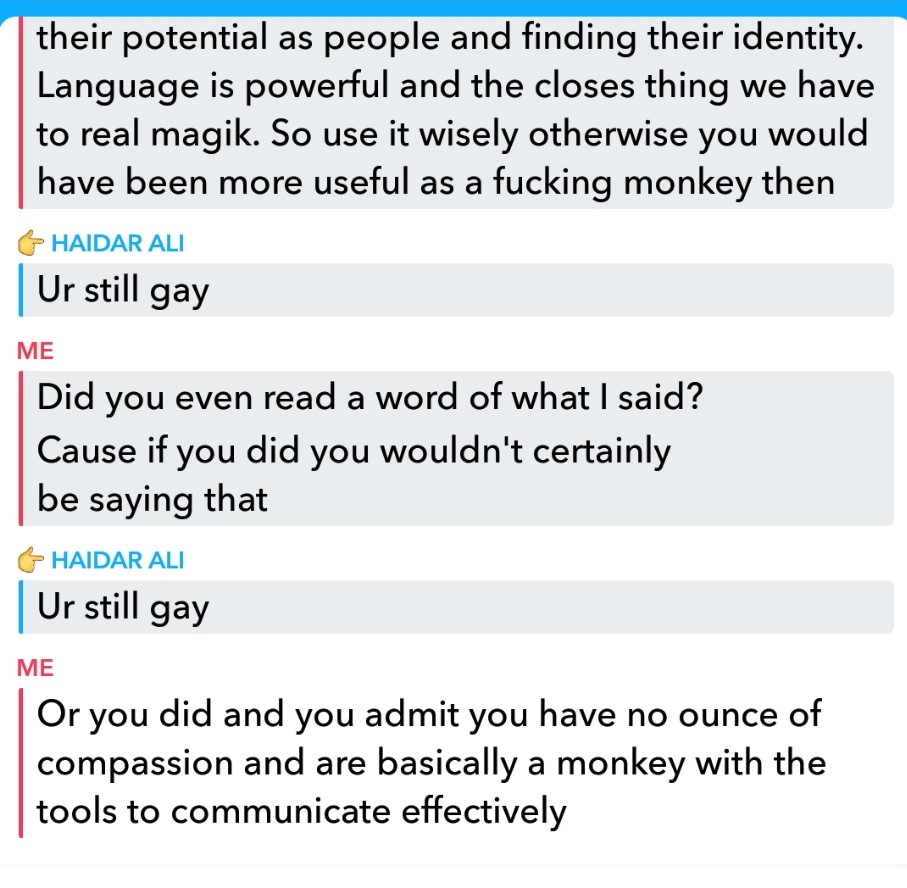 their potential as people and finding their identity.
Language is powerful and the closes thing we have
to real magik. So use it wisely otherwise you would
have been more useful as a fucking monkey then
👉 HAIDAR ALI
Ur still gay
ME
Did you even read a word of what I said?
Cause if you did you wouldn't certainly
be saying that
👉 HAIDAR ALI
Ur still gay
ME
Or you did and you admit you have no ounce of
compassion and are basically a monkey with the
tools to communicate effectively